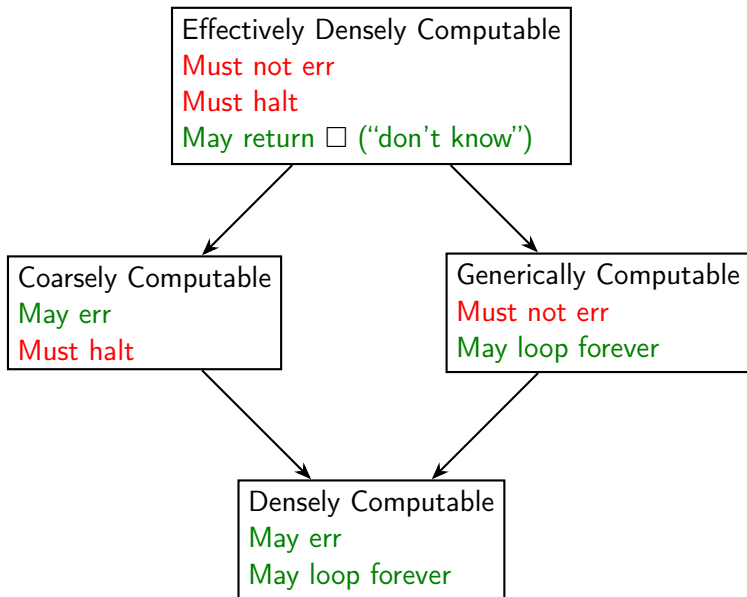 Effectively Densely Computable
Must not err
Must halt
May return □ (“don’t know”)
Coarsely Computable
May err
Must halt
Generically Computable
Must not err
May loop forever
Densely Computable
May err
May loop forever